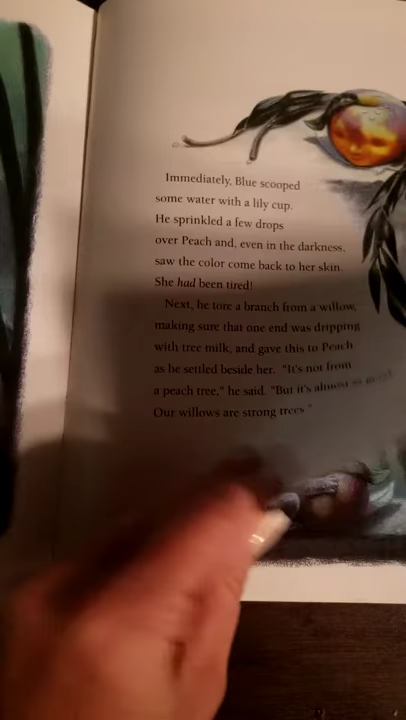 Immediately, Blue scooped
some water with a lily cup.
He sprinkled a few drops
over Peach and, even in the darkness,
saw the color come back to her skin.
She had been tired!
Next, he tore a branch from a willow,
making sure that one end was dripping
with tree milk, and gave this to Peach
as he settled beside her. "It's not from
a peach tree," he said. "But it's almost as
Our willows are strong trees."